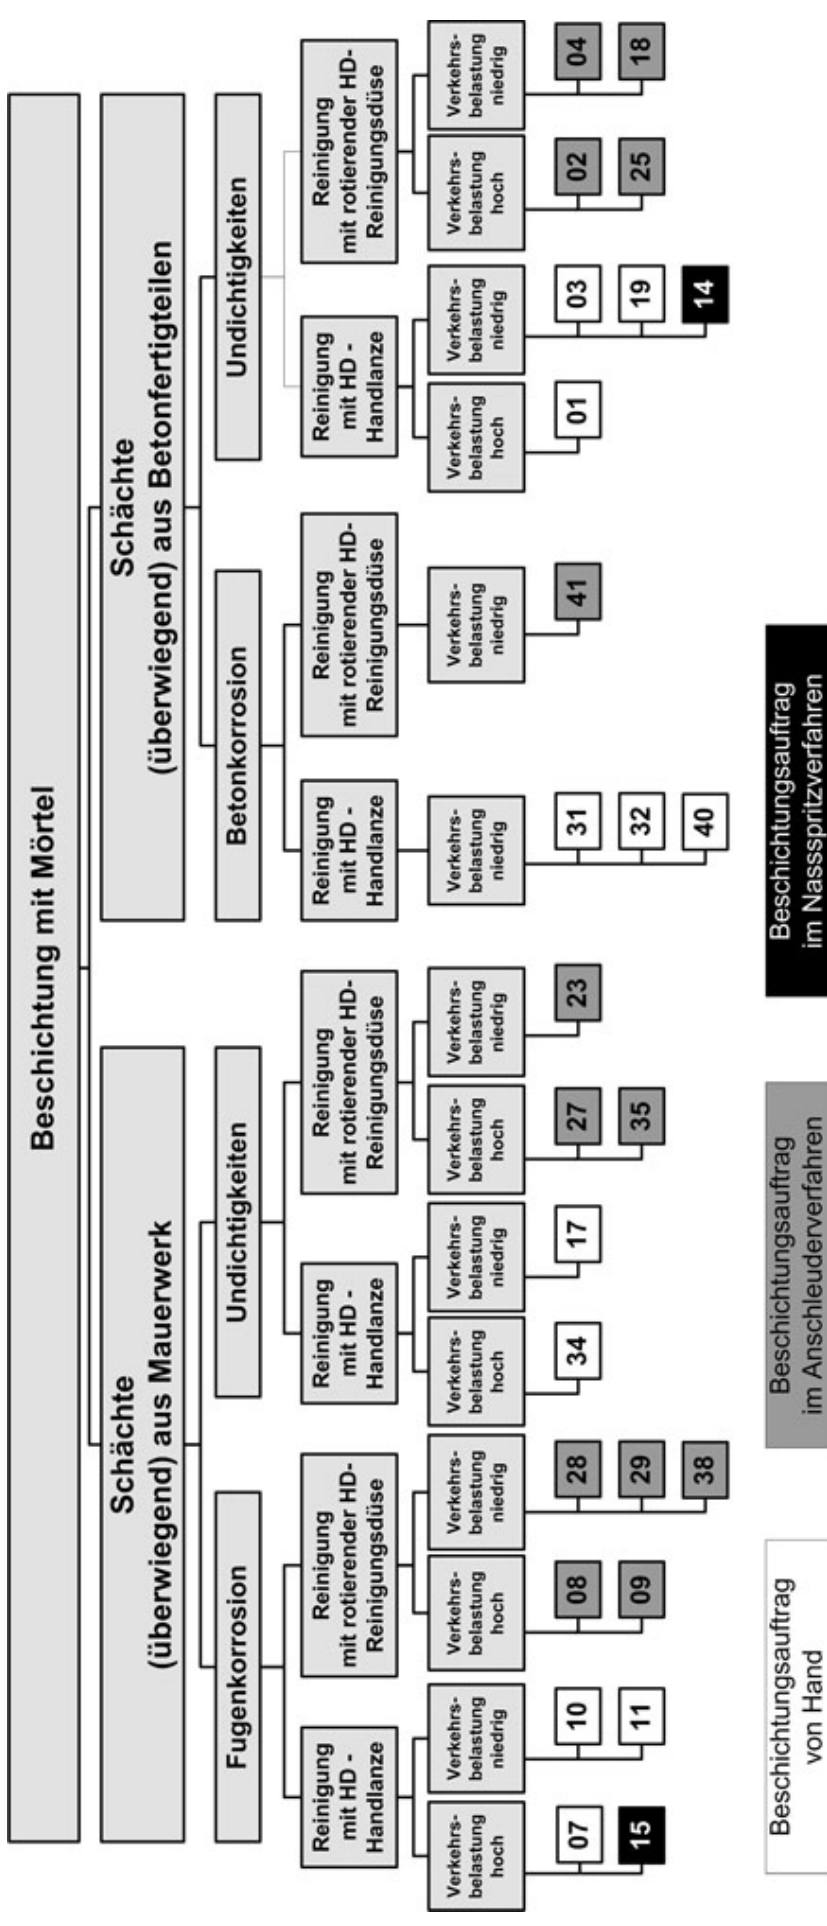 Beschichtung mit Mörtel
Schächte
(überwiegend) aus Mauerwerk
Schächte
(überwiegend) aus Betonfertigteilen
Fugenkorrosion
Undichtigkeiten
Betonkorrosion
Undichtigkeiten
Reinigung
mit HD -
Handlanze
Reinigung
mit rotierender HD-
Reinigungsdüse
Reinigung
mit HD -
Handlanze
Reinigung
mit rotierender HD-
Reinigungsdüse
Reinigung
mit HD -
Handlanze
Reinigung
mit rotierender HD-
Reinigungsdüse
Reinigung
mit HD -
Handlanze
Reinigung
mit rotierender HD-
Reinigungsdüse
Verkehrs-
belastung
hoch
Verkehrs-
belastung
niedrig
Verkehrs-
belastung
hoch
Verkehrs-
belastung
niedrig
Verkehrs-
belastung
hoch
Verkehrs-
belastung
niedrig
Verkehrs-
belastung
hoch
Verkehrs-
belastung
niedrig
Verkehrs-
belastung
niedrig
Verkehrs-
belastung
niedrig
Verkehrs-
belastung
hoch
Verkehrs-
belastung
niedrig
Verkehrs-
belastung
hoch
Verkehrs-
belastung
niedrig
07
15
10
11
08
09
28
29
38
34
17
27
35
23
31
32
40
41
01
03
19
14
02
25
04
18
Beschichtungsauftrag
von Hand
Beschichtungsauftrag
im Anschleuderverfahren
Beschichtungsauftrag
im Nassspritzverfahren